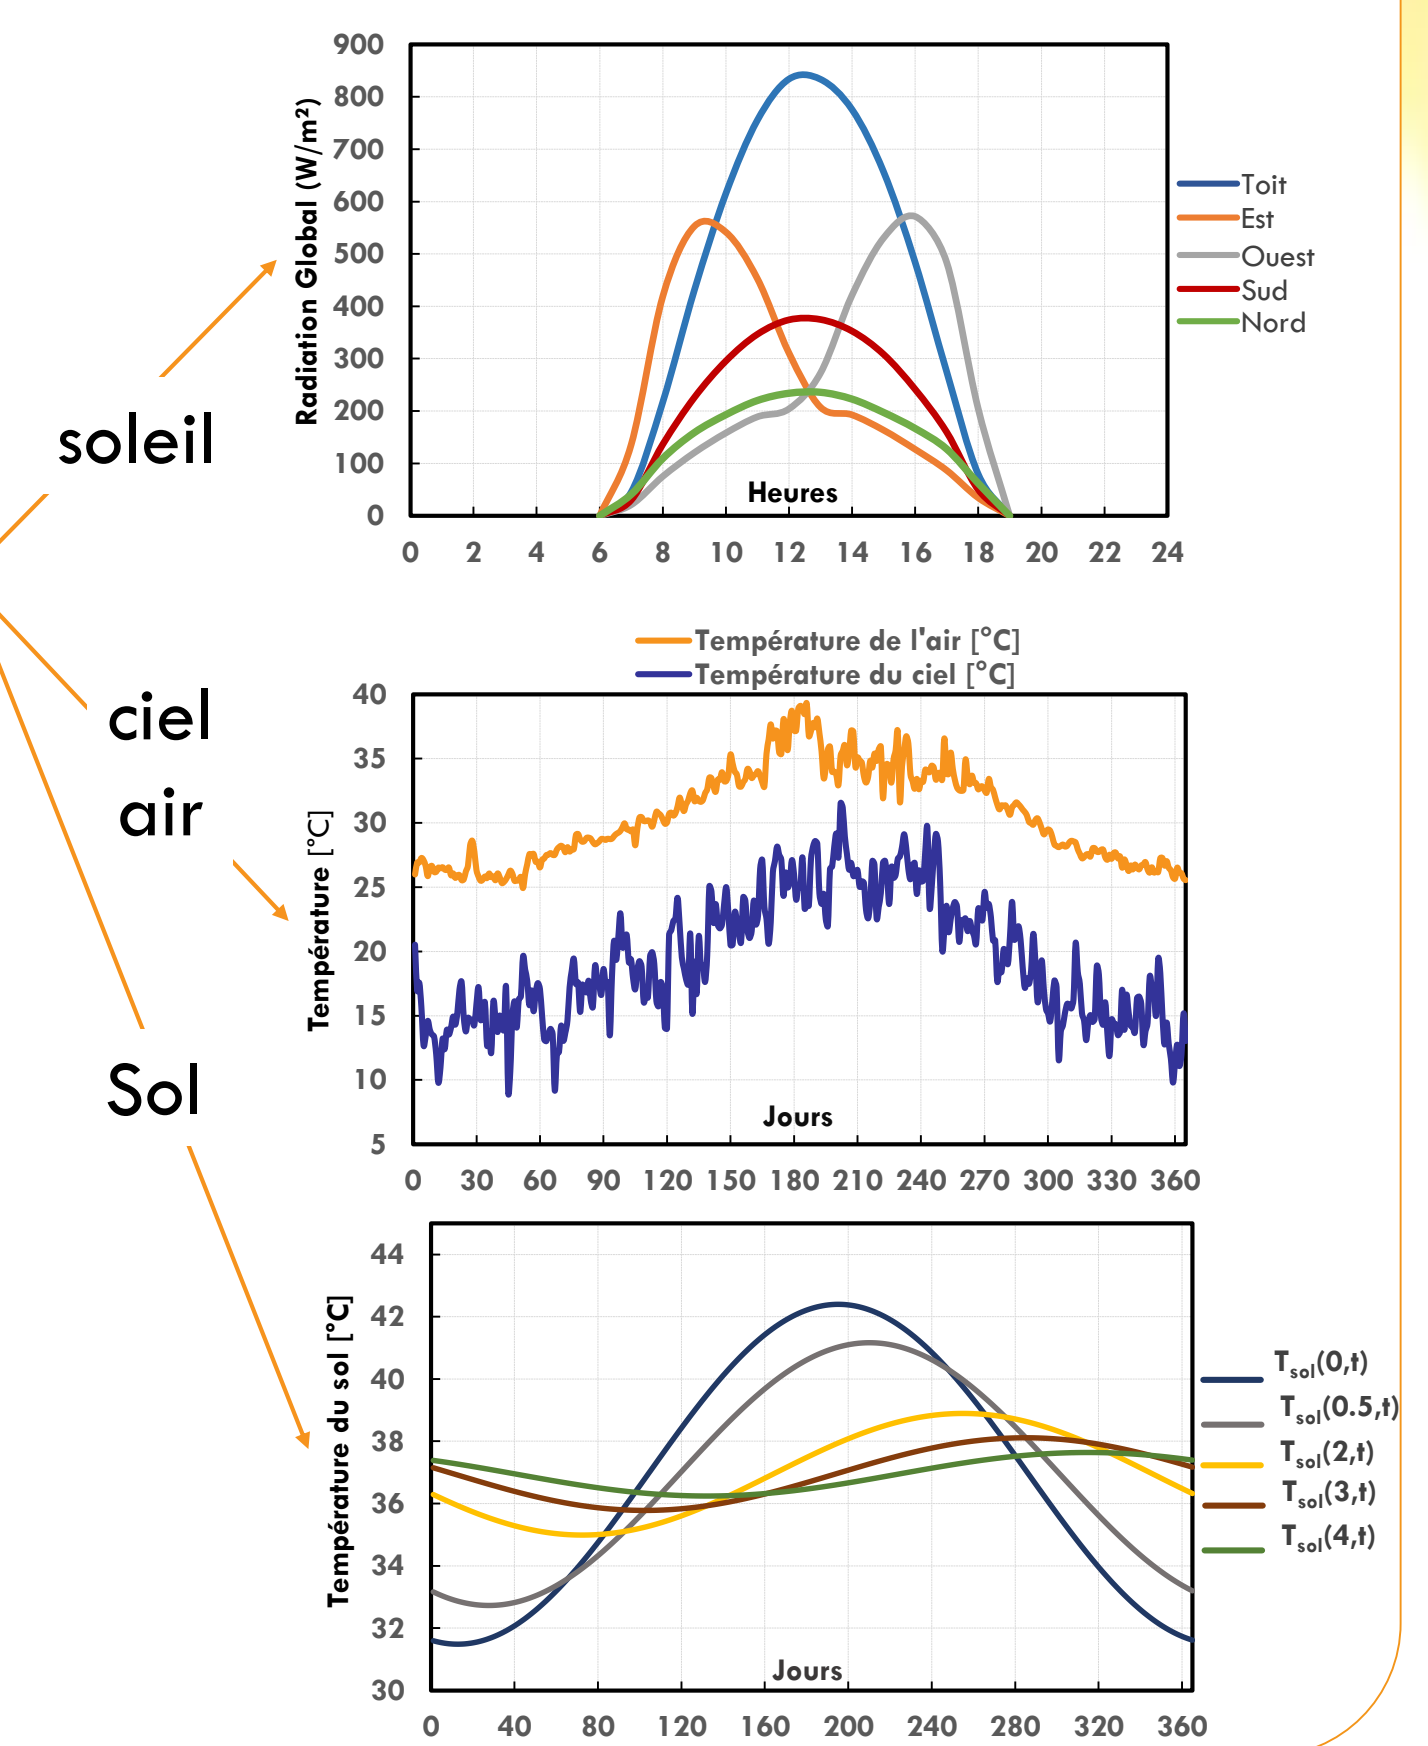 soleil
ciel
air
Sol
Radiation Global (W/m²)
900
800
700
600
500
400
300
200
100
0
Heures
0 2 4 6 8 10 12 14 16 18 20 22 24
Toit
Est
Ouest
Sud
Nord
Température de l'air [°C]
Température du ciel [°C]
Température [°C]
40
35
30
25
20
15
10
5
Jours
0 30 60 90 120 150 180 210 240 270 300 330 360
Température du sol [°C]
44
42
40
38
36
34
32
30
Jours
0 40 80 120 160 200 240 280 320 360
Tsol(0,t)
Tsol(0.5,t)
Tsol(2,t)
Tsol(3,t)
Tsol(4,t)